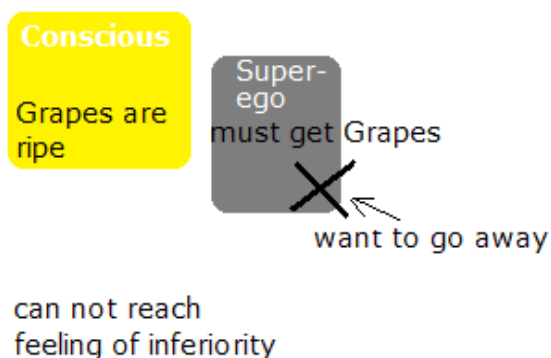 Conscious
Grapes are
ripe
Super-
ego
must get Grapes
want to go away
can not reach
feeling of inferiority